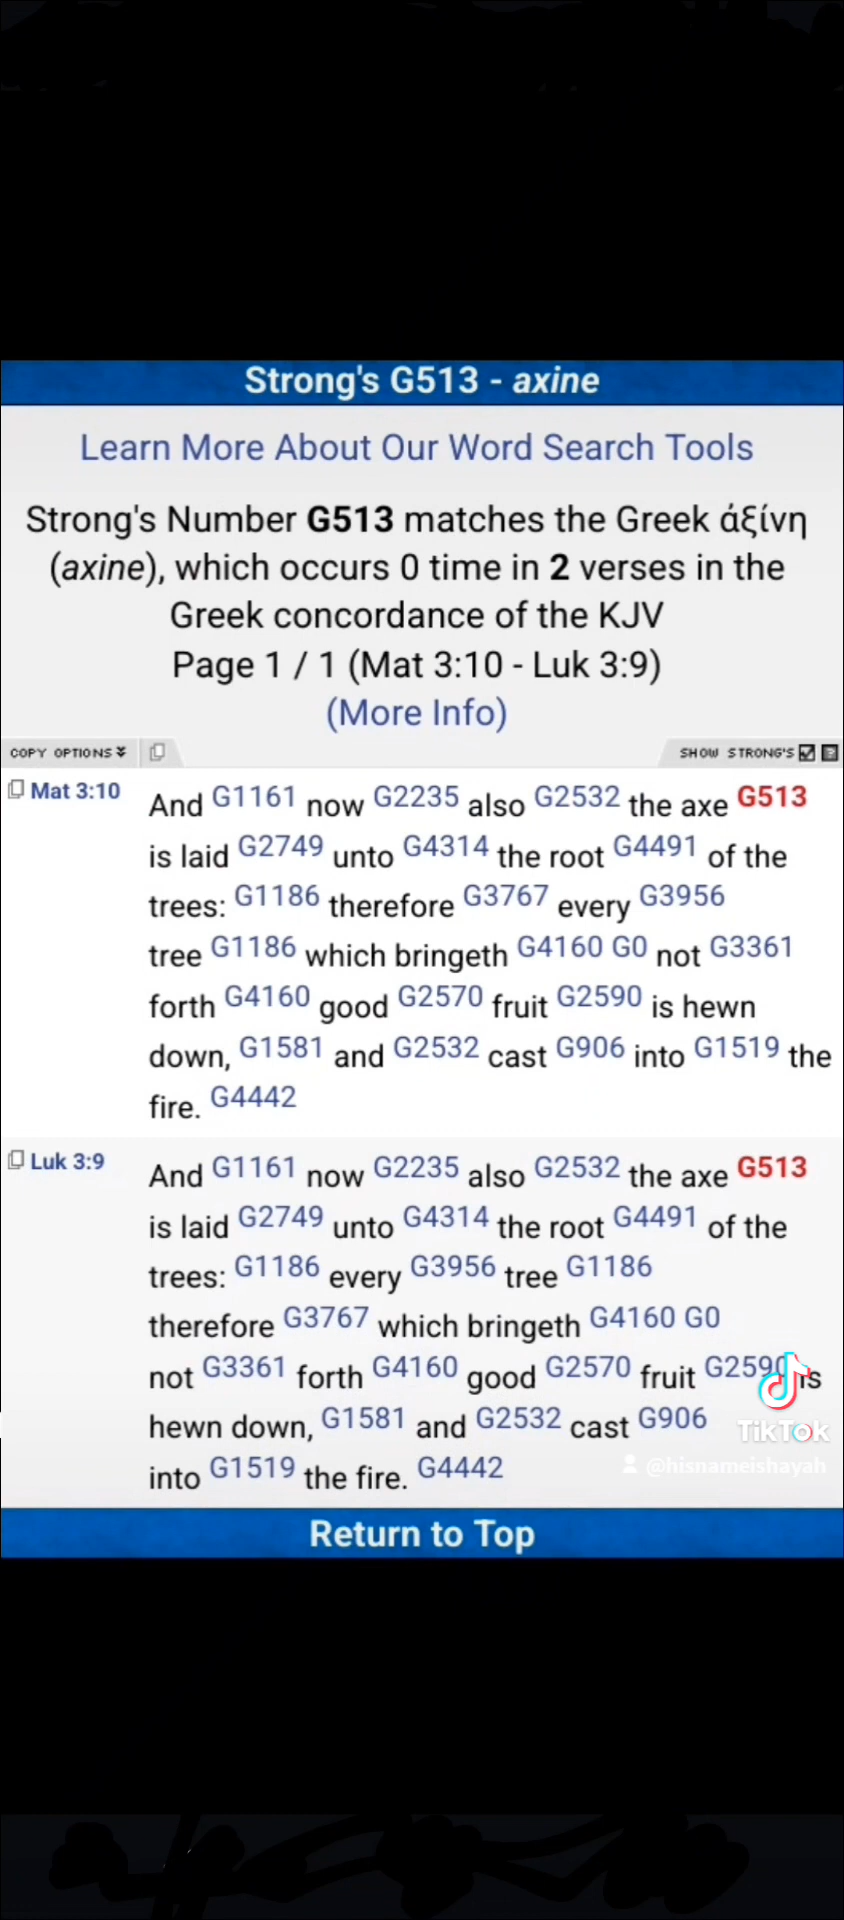 Strong's G513 - axine
Learn More About Our Word Search Tools
Strong's Number G513 matches the Greek ἀξίνη
(axine), which occurs 0 time in 2 verses in the
Greek concordance of the KJV
Page 1 / 1 (Mat 3:10 - Luk 3:9)
(More Info)
COPY OPTIONS
SHOW STRONG'S
Mat 3:10
And G1161 now G2235 also G2532 the axe G513
is laid G2749 unto G4314 the root G4491 of the
trees: G1186 therefore G3767 every G3956
tree G1186 which bringeth G4160 G0 not G3361
forth G4160 good G2570 fruit G2590 is hewn
down, G1581 and G2532 cast G906 into G1519 the
fire. G4442
Luk 3:9
And G1161 now G2235 also G2532 the axe G513
is laid G2749 unto G4314 the root G4491 of the
trees: G1186 every G3956 tree G1186
therefore G3767 which bringeth G4160 G0
not G3361 forth G4160 good G2570 fruit G2590 is
hewn down, G1581 and G2532 cast G906
into G1519 the fire. G4442
TikTok
@hisnameishayah
Return to Top